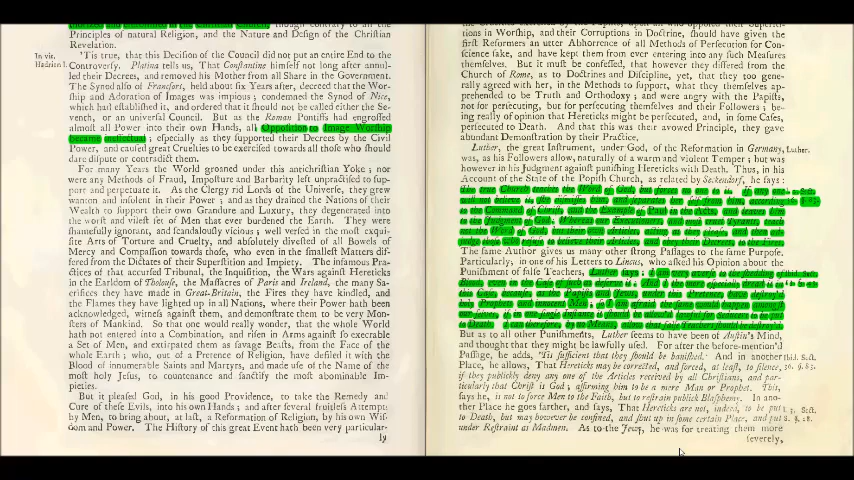 Principles of natural Religion, and the Nature and Design of the Christian
Revelation.
'Tis true, that this Decision of the Council did not put an entire End to the
In vit.
Hadrian I.
Controversy. Platina tells us, That Constantine himself not long after annul-
led their Decrees, and removed his Mother from all Share in the Government.
The Synod also of Francfort, held about six Years after, decreed that the Wor-
ship and Adoration of Images was impious; condemned the Synod of Nice,
which had established it, and ordered that it should not be called either the Se-
venth, or an universal Council. But as the Roman Pontiffs had engrossed
almost all Power into their own Hands, all Opposition to Image Worship
became ineffectual; especially as they supported their Decrees by the Civil
Power, and caused great Cruelties to be exercised towards all those who should
dare dispute or contradict them.
For many Years the World groaned under this antichristian Yoke; nor
were any Methods of Fraud, Imposture and Barbarity left unpractised to sup-
port and perpetuate it. As the Clergy rid Lords of the Universe, they grew
wanton and insolent in their Power; and as they drained the Nations of their
Wealth to support their own Grandure and Luxury, they degenerated into
the worst and vilest set of Men that ever burdened the Earth. They were
shamefully ignorant, and scandalously vicious; well versed in the most exqui-
site Arts of Torture and Cruelty, and absolutely divested of all Bowels of
Mercy and Compassion towards those, who even in the smallest Matters dif-
fered from the Dictates of their Superstition and Impiety. The infamous Pra-
ctices of that accursed Tribunal, the Inquisition, the Wars against Hereticks
in the Earldom of Tholouse, the Massacres of Paris and Ireland, the many Sa-
crifices they have made in Great-Britain, the Fires they have kindled, and
the Flames they have lighted up in all Nations, where their Power hath been
acknowledged, witness against them, and demonstrate them to be very Mon-
sters of Mankind. So that one would really wonder, that the whole World
hath not entered into a Combination, and risen in Arms against so execrable
a Set of Men, and extirpated them as savage Beasts, from the Face of the
whole Earth; who, out of a Pretence of Religion, have defiled it with the
Blood of innumerable Saints and Martyrs, and made use of the Name of the
most holy Jesus, to countenance and sanctify the most abominable Im-
pieties.
But it pleased God, in his good Providence, to take the Remedy and
Cure of these Evils, into his own Hands; and after several fruitless Attempts
by Men, to bring about, at last, a Reformation of Religion, by his own Wis-
dom and Power. The History of this great Event hath been very particular-
ly
tions in Worship, and their Corruptions in Doctrine, should have given the
first Reformers an utter Abhorrence of all Methods of Persecution for Con-
science sake, and have kept them from ever entering into any such Measures
themselves. But it must be confessed, that however they differed from the
Church of Rome, as to Doctrines and Discipline, yet, that they too gene-
rally agreed with her, in the Methods to support, what they themselves ap-
prehended to be Truth and Orthodoxy; and were angry with the Papists,
not for persecuting, but for persecuting themselves and their Followers; be-
ing really of opinion that Hereticks might be persecuted, and, in some Cases,
persecuted to Death. And that this was their avowed Principle, they gave
abundant Demonstration by their Practice.
Luther, the great Instrument, under God, of the Reformation in Germany, Luther.
was, as his Followers allow, naturally of a warm and violent Temper; but was
however in his Judgment against punishing Hereticks with Death. Thus, in his
Account of the State of the Popish Church, as related by Seckendorf, he says:
The true Church teaches the Word of God, but forces no one to it. If any one
The same Author gives us many other strong Passages to the same Purpose.
Particularly, in one of his Letters to Lincus, who asked his Opinion about the
Punishment of false Teachers, Luther says: I am very averse to the shedding of
But as to all other Punishments, Luther seems to have been of Austin's Mind,
and thought that they might be lawfully used. For after the before-mention'd
Passage, he adds, 'Tis sufficient that they should be banished. And in another
Place, he allows, That Hereticks may be corrected, and forced, at least, to silence,
if they publickly deny any one of the Articles received by all Christians, and par-
ticularly that Christ is God; affirming him to be a mere Man or Prophet. This,
says he, is not to force Men to the Faith, but to restrain publick Blasphemy. In ano-
ther Place he goes farther, and says, That Hereticks are not, indeed, to be put
to Death, but may however be confined, and shut up in some certain Place, and put
under Restraint as Madmen. As to the Jews, he was for treating them more
severely,